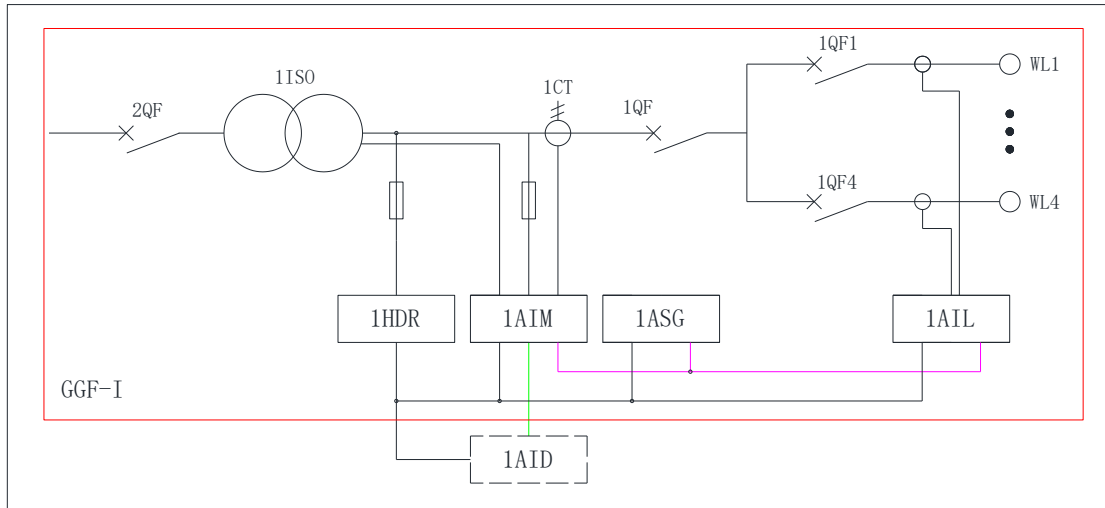 1QF1
WL1
1ISO
1CT
2QF
1QF
1QF4
WL4
1HDR
1AIM
1ASG
1AIL
GGF-I
1AID